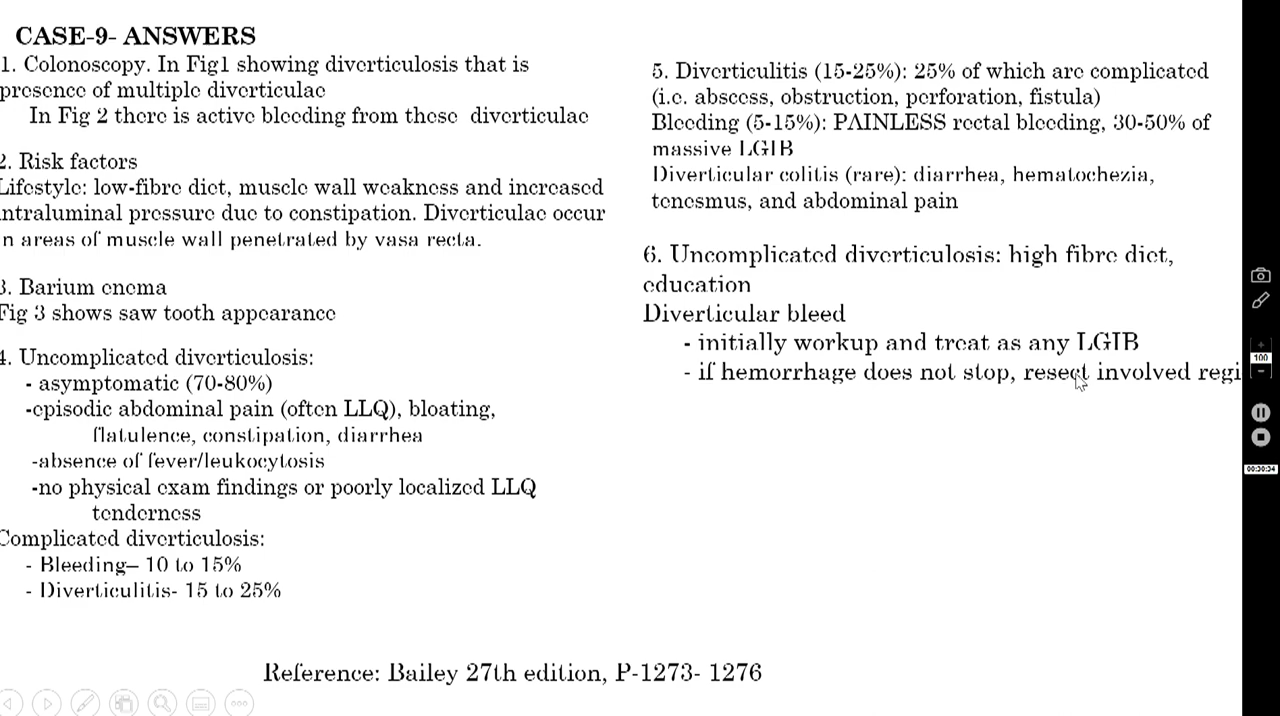 CASE-9- ANSWERS
1. Colonoscopy. In Fig1 showing diverticulosis that is
presence of multiple diverticulae
In Fig 2 there is active bleeding from these diverticulae
2. Risk factors
Lifestyle: low-fibre diet, muscle wall weakness and increased
intraluminal pressure due to constipation. Diverticulae occur
in areas of muscle wall penetrated by vasa recta.
3. Barium enema
Fig 3 shows saw tooth appearance
4. Uncomplicated diverticulosis:
- asymptomatic (70-80%)
-episodic abdominal pain (often LLQ), bloating,
flatulence, constipation, diarrhea
-absence of fever/leukocytosis
-no physical exam findings or poorly localized LLQ
tenderness
Complicated diverticulosis:
- Bleeding– 10 to 15%
- Diverticulitis- 15 to 25%
5. Diverticulitis (15-25%): 25% of which are complicated
(i.e. abscess, obstruction, perforation, fistula)
Bleeding (5-15%): PAINLESS rectal bleeding, 30-50% of
massive LGIB
Diverticular colitis (rare): diarrhea, hematochezia,
tenesmus, and abdominal pain
6. Uncomplicated diverticulosis: high fibre diet,
education
Diverticular bleed
- initially workup and treat as any LGIB
- if hemorrhage does not stop, resect involved regi
Reference: Bailey 27th edition, P-1273- 1276
100
00:30:34